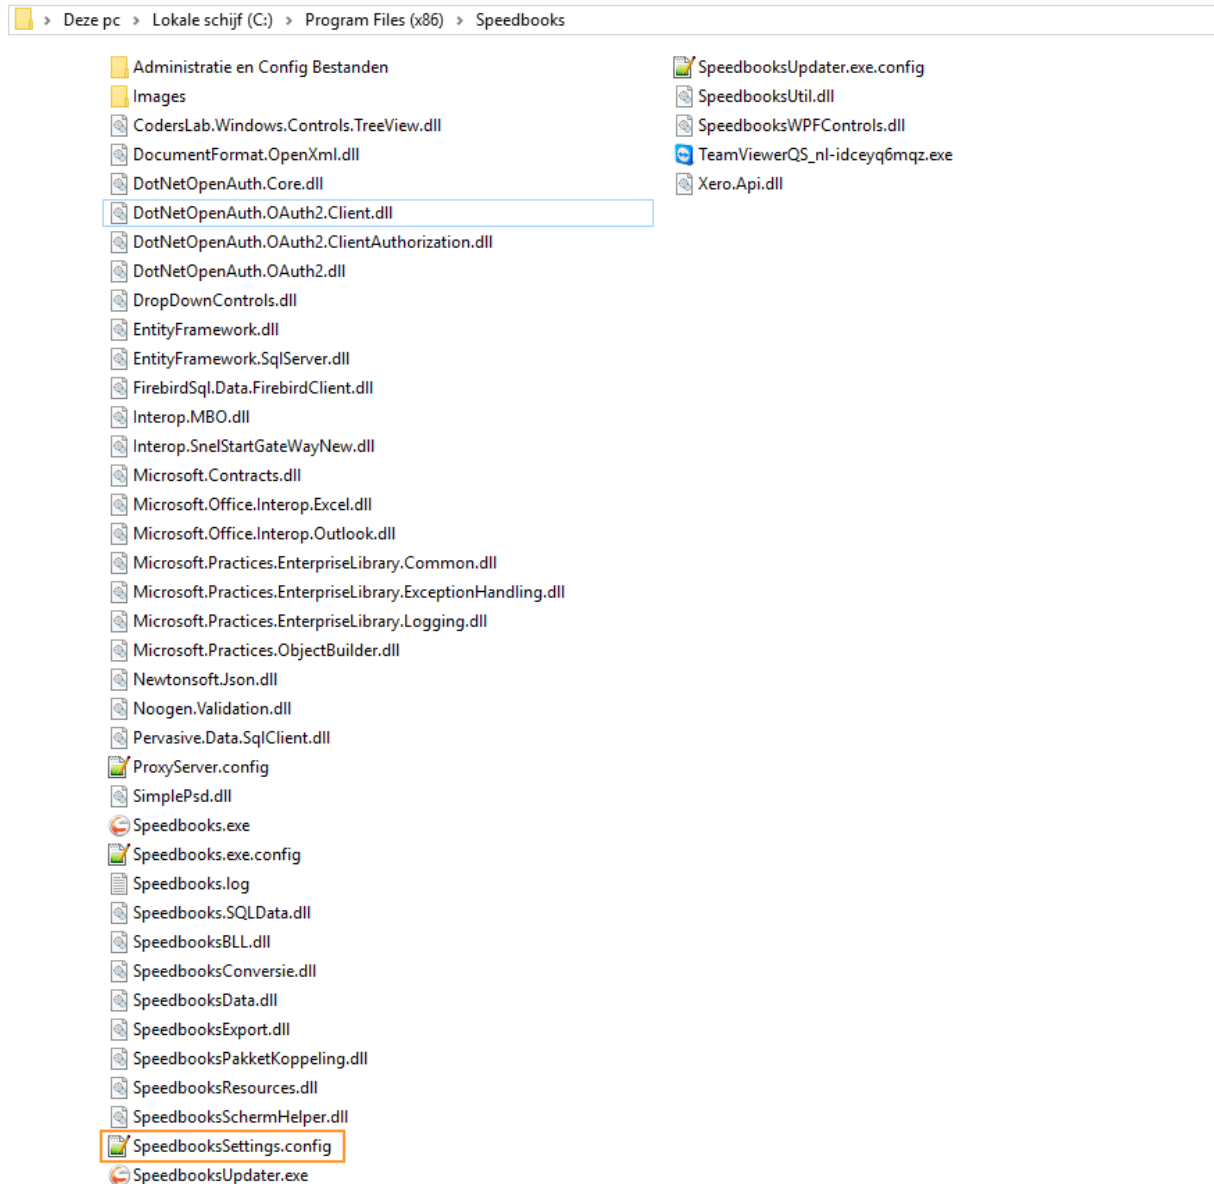 Deze pc > Lokale schijf (C:) > Program Files (x86) > Speedbooks
Administratie en Config Bestanden
Images
CodersLab.Windows.Controls.TreeView.dll
DocumentFormat.OpenXml.dll
DotNetOpenAuth.Core.dll
DotNetOpenAuth.OAuth2.Client.dll
DotNetOpenAuth.OAuth2.ClientAuthorization.dll
DotNetOpenAuth.OAuth2.dll
DropDownControls.dll
EntityFramework.dll
EntityFramework.SqlServer.dll
FirebirdSql.Data.FirebirdClient.dll
Interop.MBO.dll
Interop.SnelStartGateWayNew.dll
Microsoft.Contracts.dll
Microsoft.Office.Interop.Excel.dll
Microsoft.Office.Interop.Outlook.dll
Microsoft.Practices.EnterpriseLibrary.Common.dll
Microsoft.Practices.EnterpriseLibrary.ExceptionHandling.dll
Microsoft.Practices.EnterpriseLibrary.Logging.dll
Microsoft.Practices.ObjectBuilder.dll
Newtonsoft.Json.dll
Noogen.Validation.dll
Pervasive.Data.SqlClient.dll
ProxyServer.config
SimplePsd.dll
Speedbooks.exe
Speedbooks.exe.config
Speedbooks.log
Speedbooks.SQLData.dll
SpeedbooksBLL.dll
SpeedbooksConversie.dll
SpeedbooksData.dll
SpeedbooksExport.dll
SpeedbooksPakketKoppeling.dll
SpeedbooksResources.dll
SpeedbooksSchermHelper.dll
SpeedbooksSettings.config
SpeedbooksUpdater.exe
SpeedbooksUpdater.exe.config
SpeedbooksUtil.dll
SpeedbooksWPFControls.dll
TeamViewerQS_nl-idceyq6mqz.exe
Xero.Api.dll